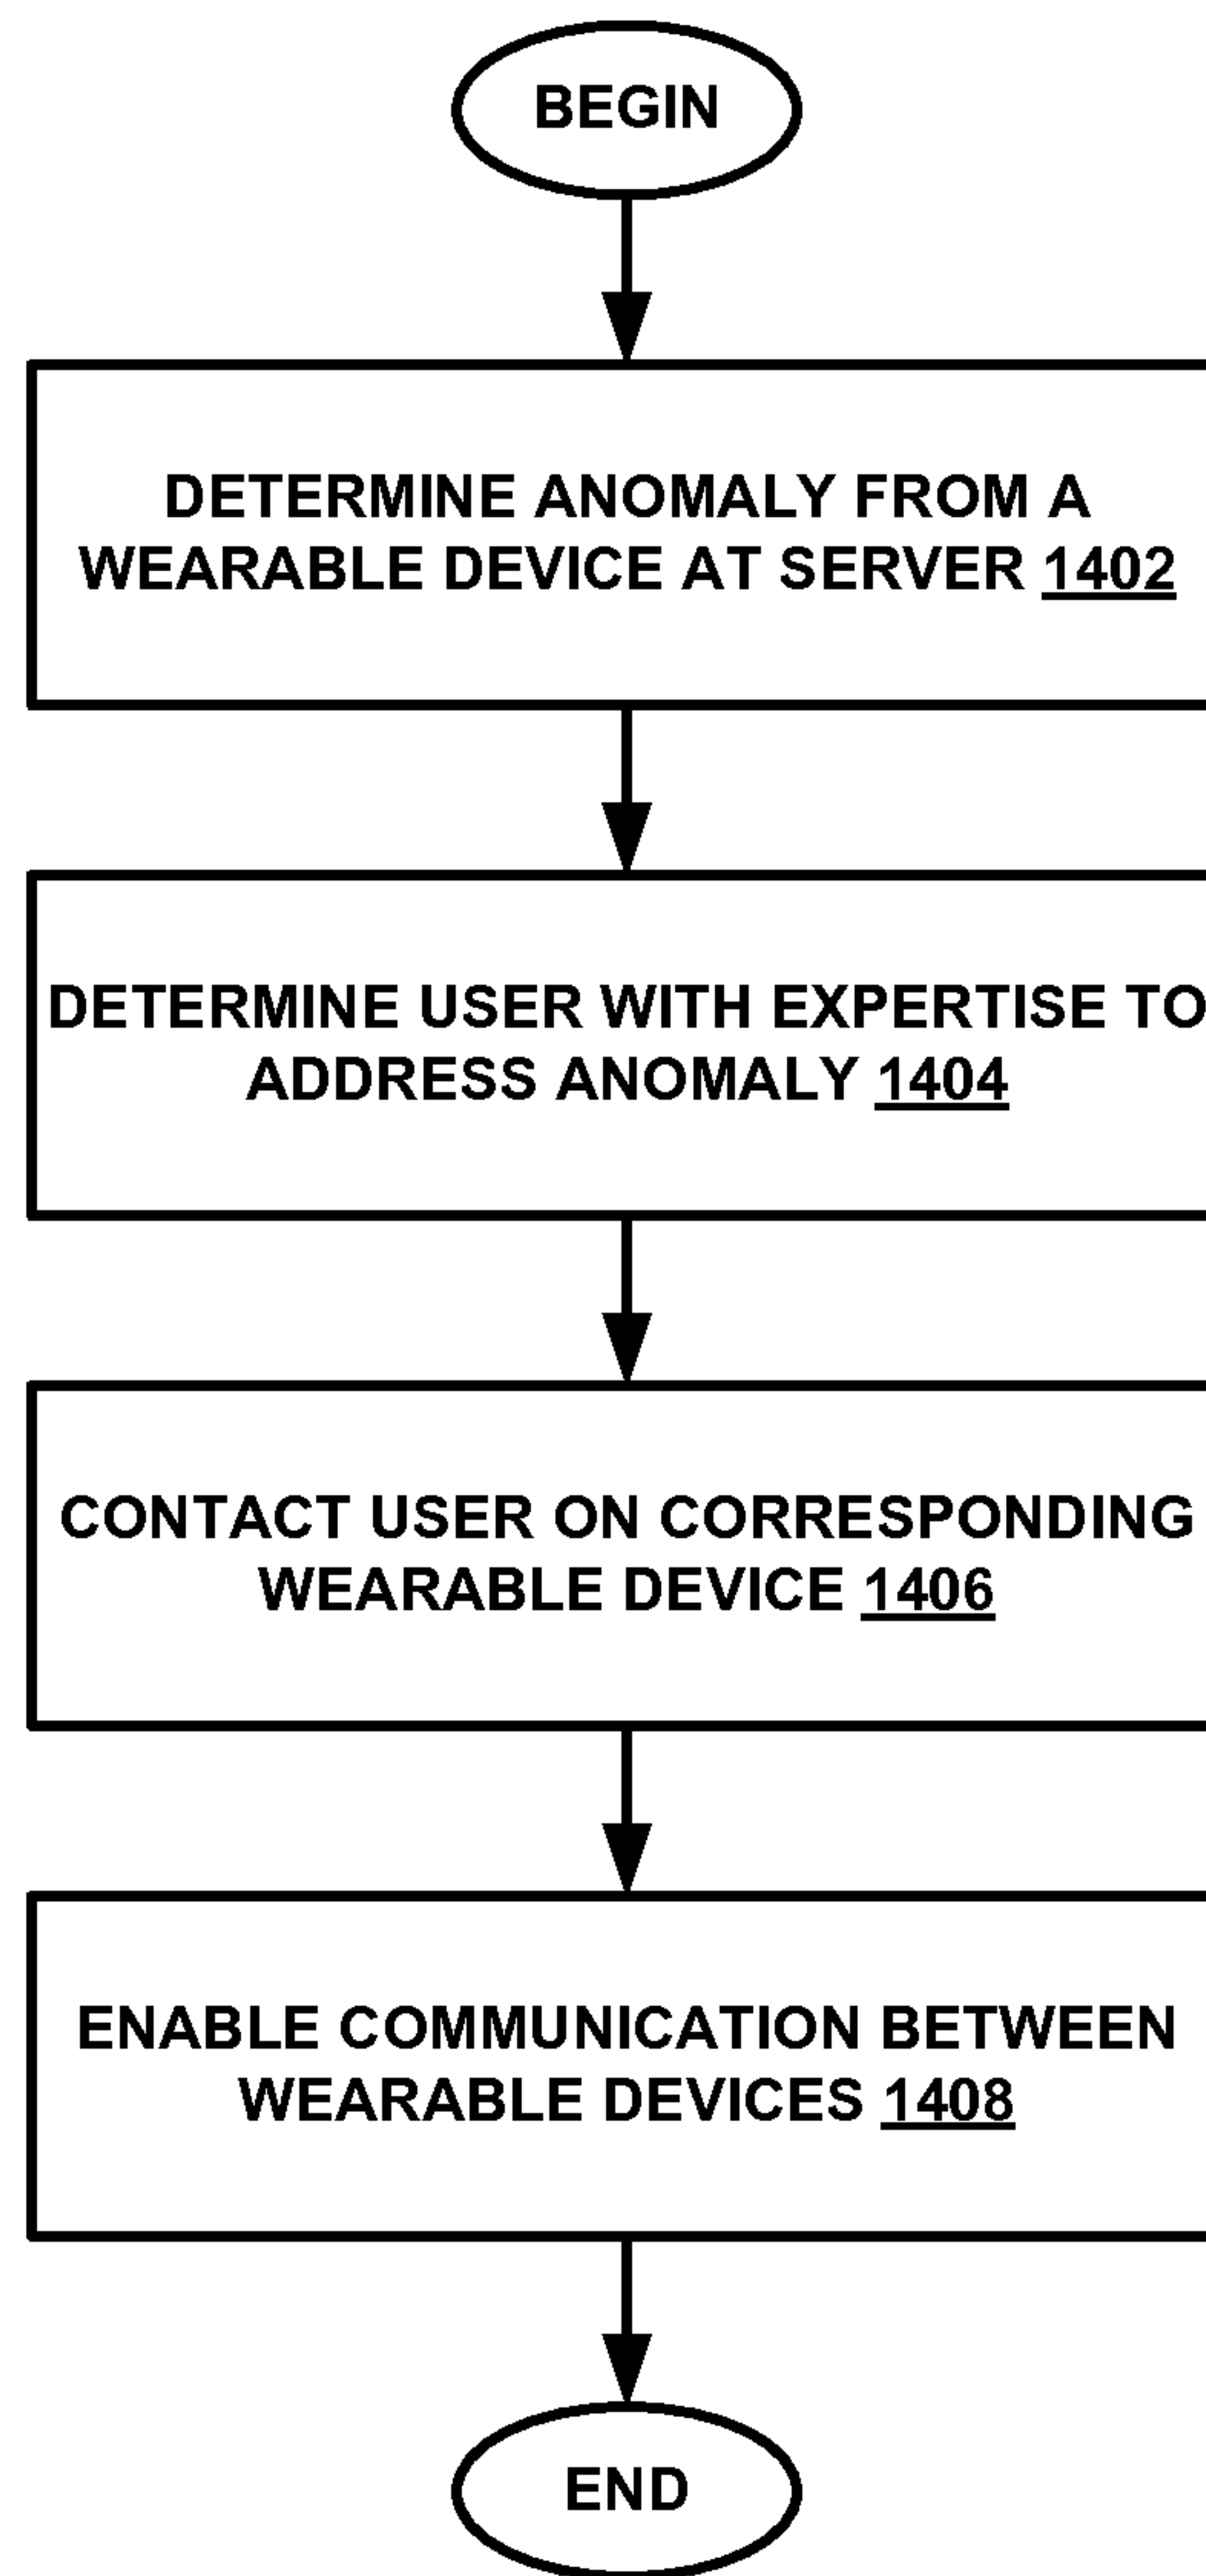 BEGIN
DETERMINE ANOMALY FROM A
WEARABLE DEVICE AT SERVER 1402
DETERMINE USER WITH EXPERTISE TO
ADDRESS ANOMALY 1404
CONTACT USER ON CORRESPONDING
WEARABLE DEVICE 1406
ENABLE COMMUNICATION BETWEEN
WEARABLE DEVICES 1408
END